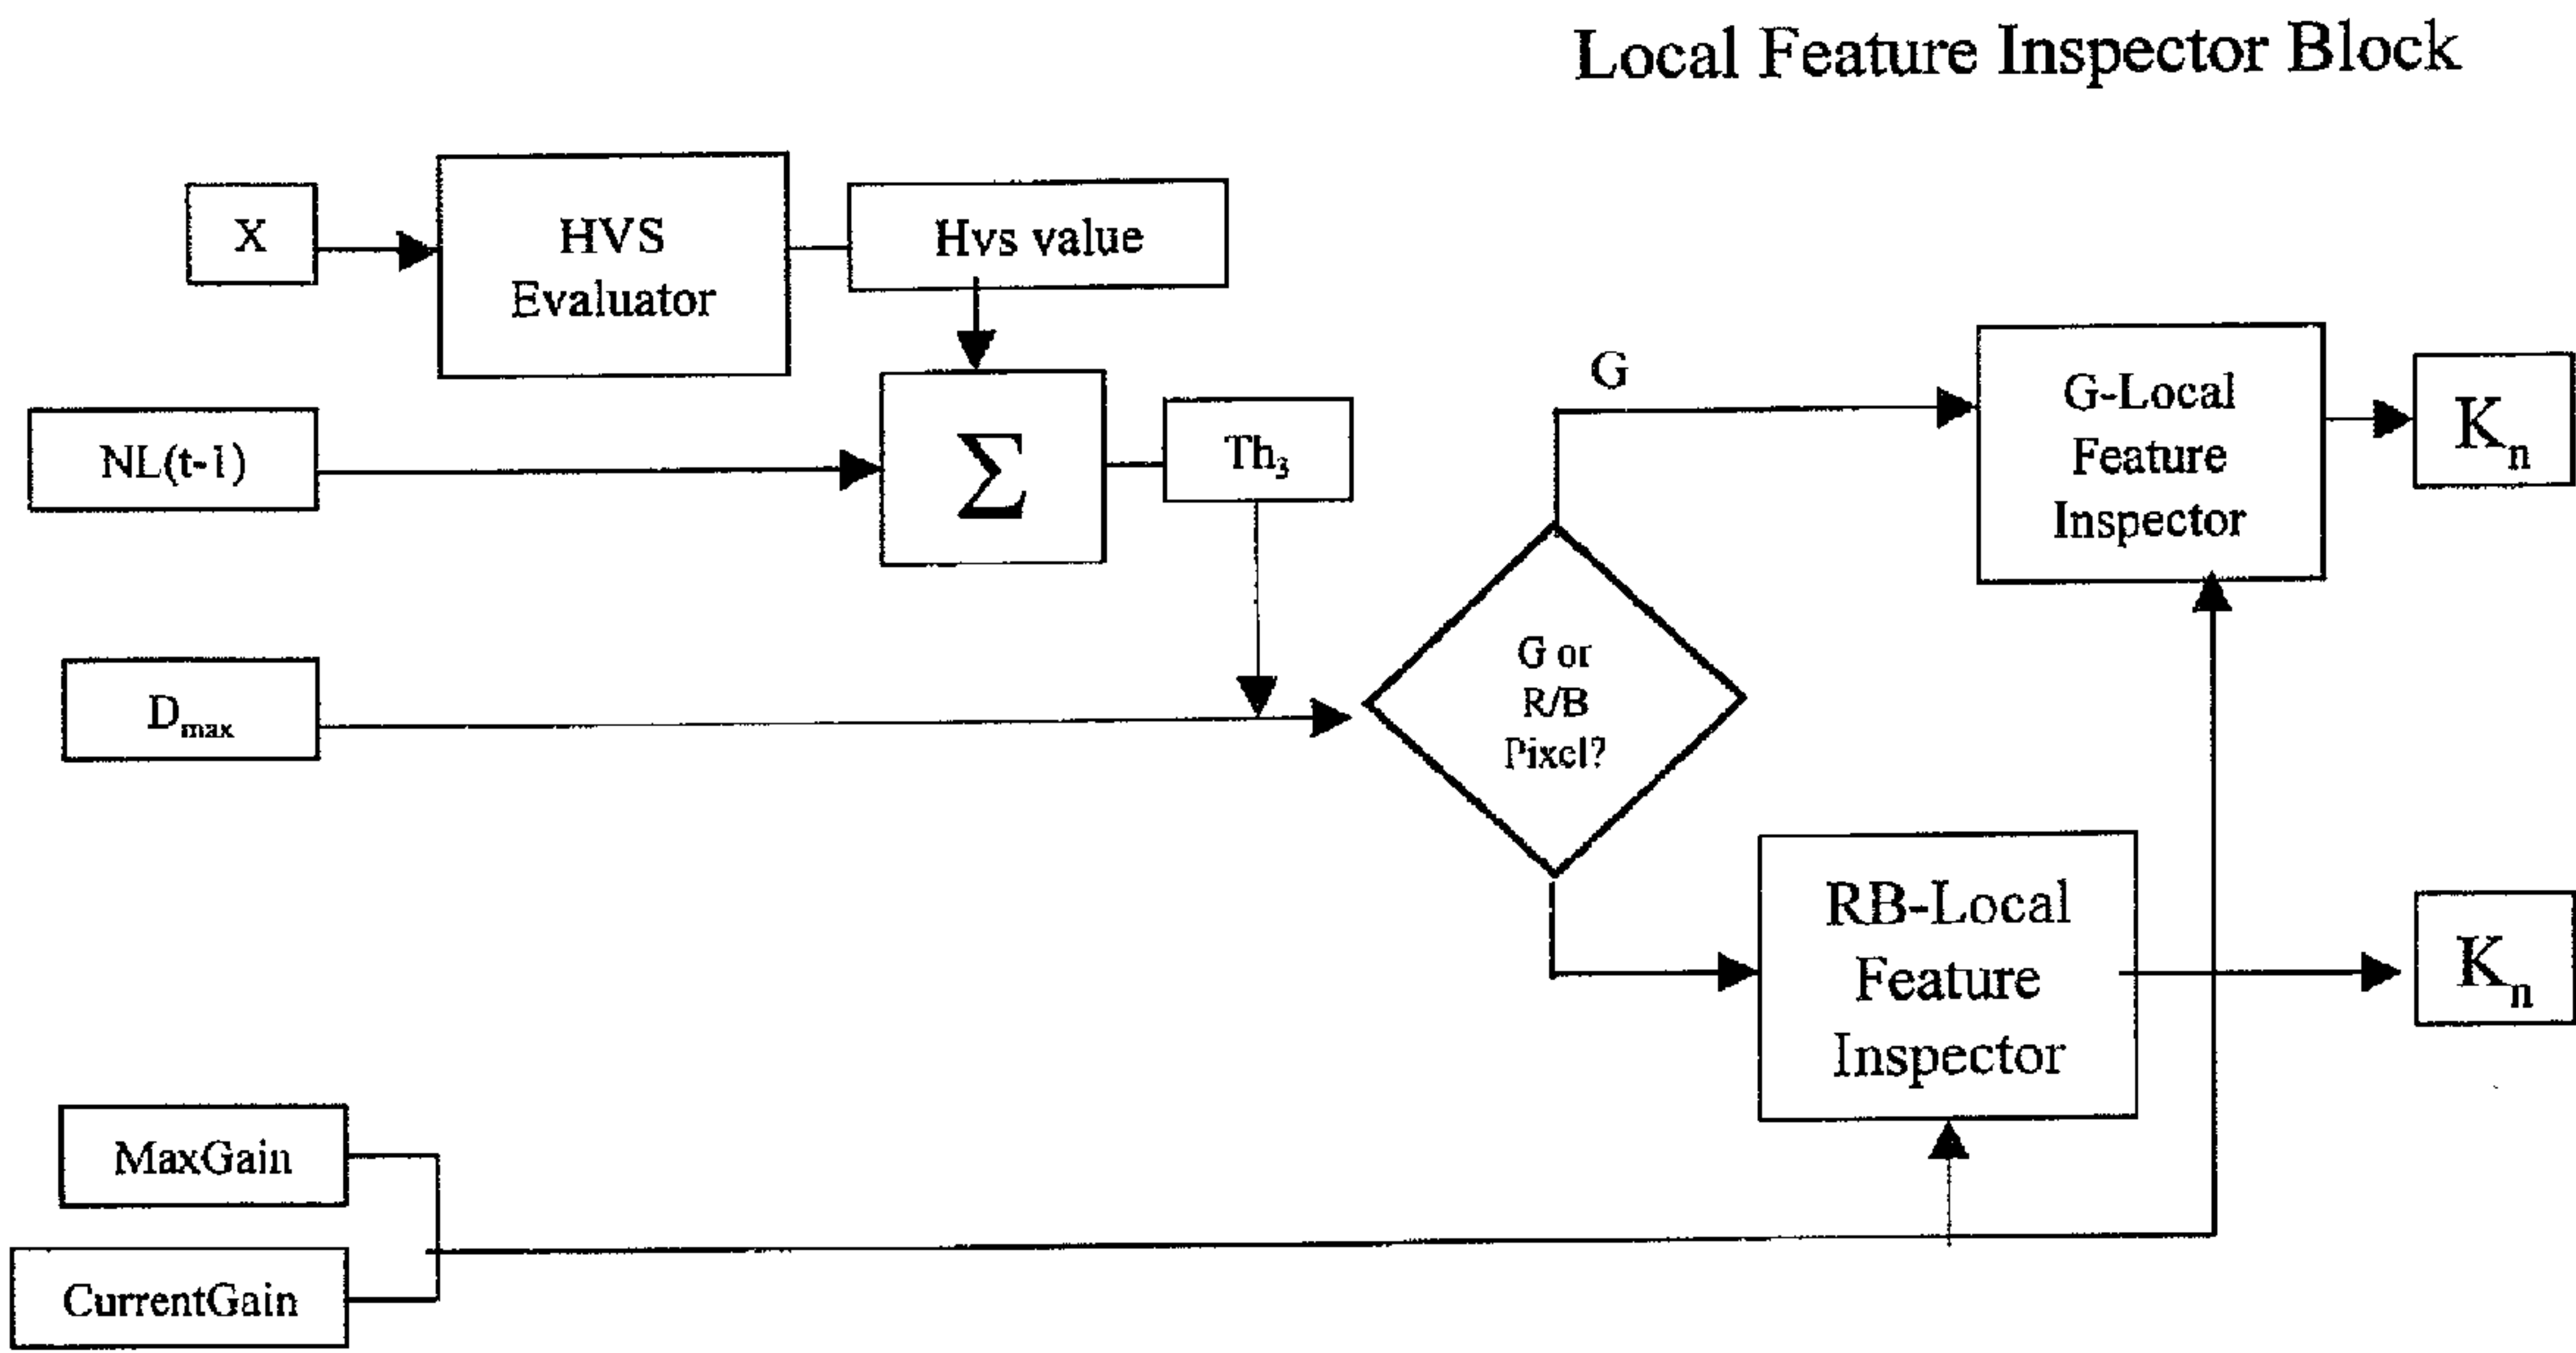 Local Feature Inspector Block
X
HVS
Evaluator
Hvs value
NL(t-1)
Σ
Th₃
D_max
G or
R/B
Pixel?
G
G-Local
Feature
Inspector
Kₙ
RB-Local
Feature
Inspector
Kₙ
MaxGain
CurrentGain